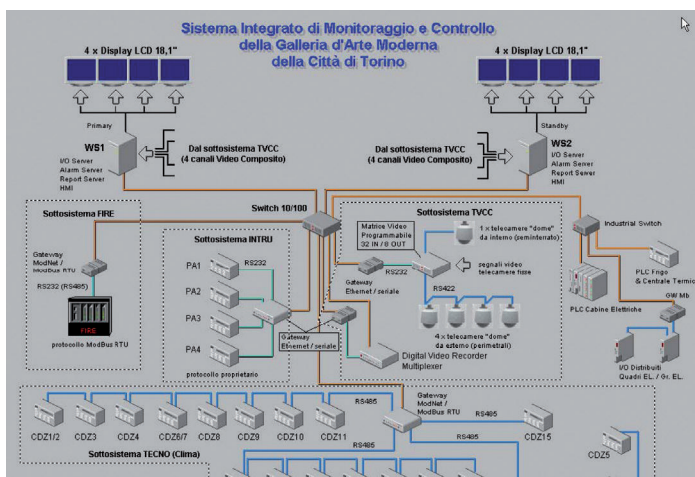 Sistema Integrato di Monitoraggio e Controllo
della Galleria d'Arte Moderna
della Città di Torino
4 x Display LCD 18,1"
4 x Display LCD 18,1"
Primary
Standby
WS1
I/O Server
Alarm Server
Report Server
HMI
Dal sottosistema TVCC
(4 canali Video Composito)
Dal sottosistema TVCC
(4 canali Video Composito)
WS2
I/O Server
Alarm Server
Report Server
HMI
Switch 10/100
Sottosistema FIRE
Gateway
ModNet /
ModBus RTU
RS232 (RS485)
FIRE
protocollo ModBus RTU
Sottosistema INTRU
PA1
RS232
PA2
PA3
PA4
protocollo proprietario
Gateway
Ethernet / seriale
Sottosistema TVCC
Matrice Video
Programmabile
32 IN / 8 OUT
1 x telecamere "dome"
da interno (seminterrato)
RS232
Gateway
Ethernet / seriale
segnali video
telecamere fisse
RS422
4 x telecamere "dome"
da esterno (perimetrali)
Digital Video Recorder
Multiplexer
Industrial Switch
PLC Frigo
& Centrale Termic
PLC Cabine Elettriche
GW Mb
I/O Distribuiti
Quadri EL. / Gr. EL.
RS485
Gateway
ModNet /
ModBus RTU
RS485
CDZ1/2
CDZ3
CDZ4
CDZ6/7
CDZ8
CDZ9
CDZ10
CDZ11
RS485
RS485
CDZ15
CDZ5
Sottosistema TECNO (Clima)